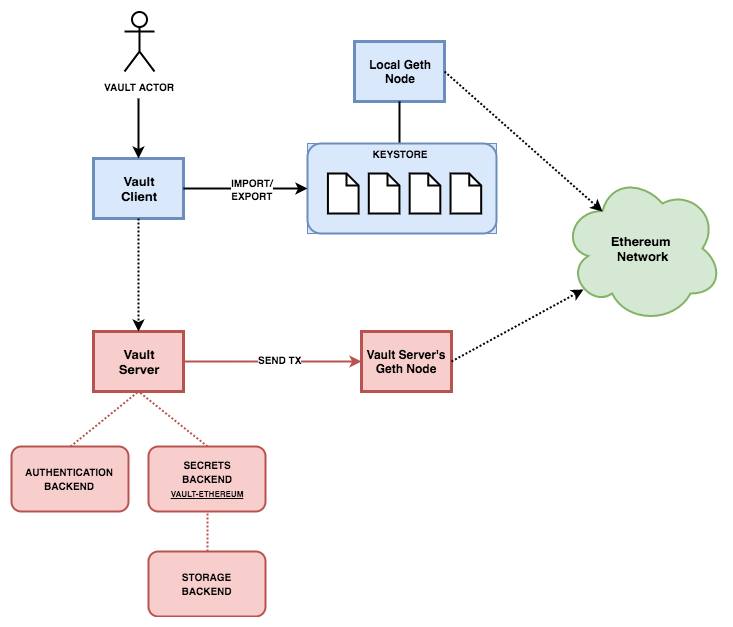 VAULT ACTOR
Local Geth
Node
KEYSTORE
Vault
Client
IMPORT/
EXPORT
Ethereum
Network
Vault
Server
SEND TX
Vault Server's
Geth Node
AUTHENTICATION
BACKEND
SECRETS
BACKEND
VAULT-ETHEREUM
STORAGE
BACKEND